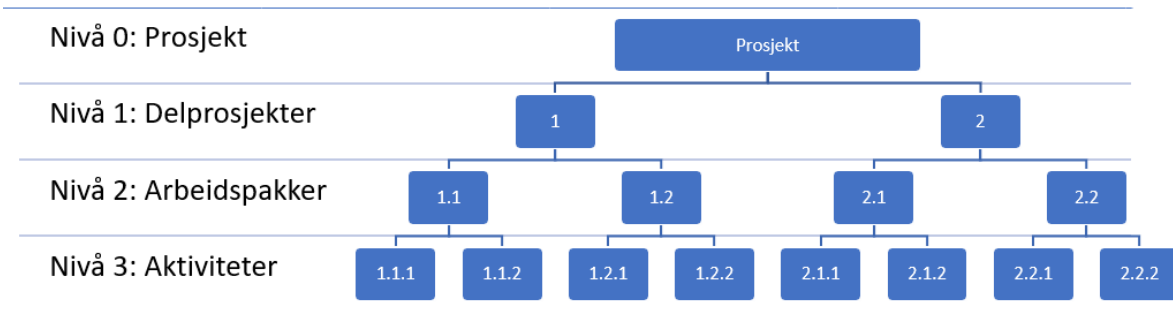 Nivå 0: Prosjekt
Prosjekt
Nivå 1: Delprosjekter
1
2
Nivå 2: Arbeidspakker
1.1
1.2
2.1
2.2
Nivå 3: Aktiviteter
1.1.1
1.1.2
1.2.1
1.2.2
2.1.1
2.1.2
2.2.1
2.2.2